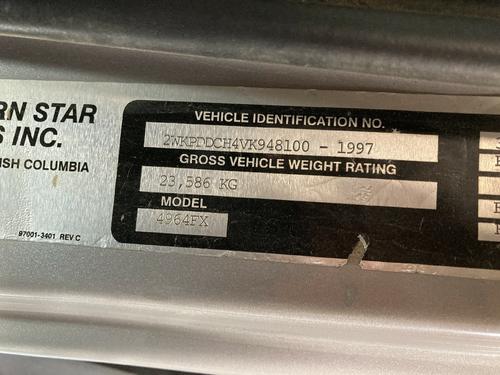 RN STAR
S INC.
SH COLUMBIA
97001-3401 REV C
VEHICLE IDENTIFICATION NO.
2WKPDDCH4VK948100 - 1997
GROSS VEHICLE WEIGHT RATING
23,586 KG
MODEL
4964FX